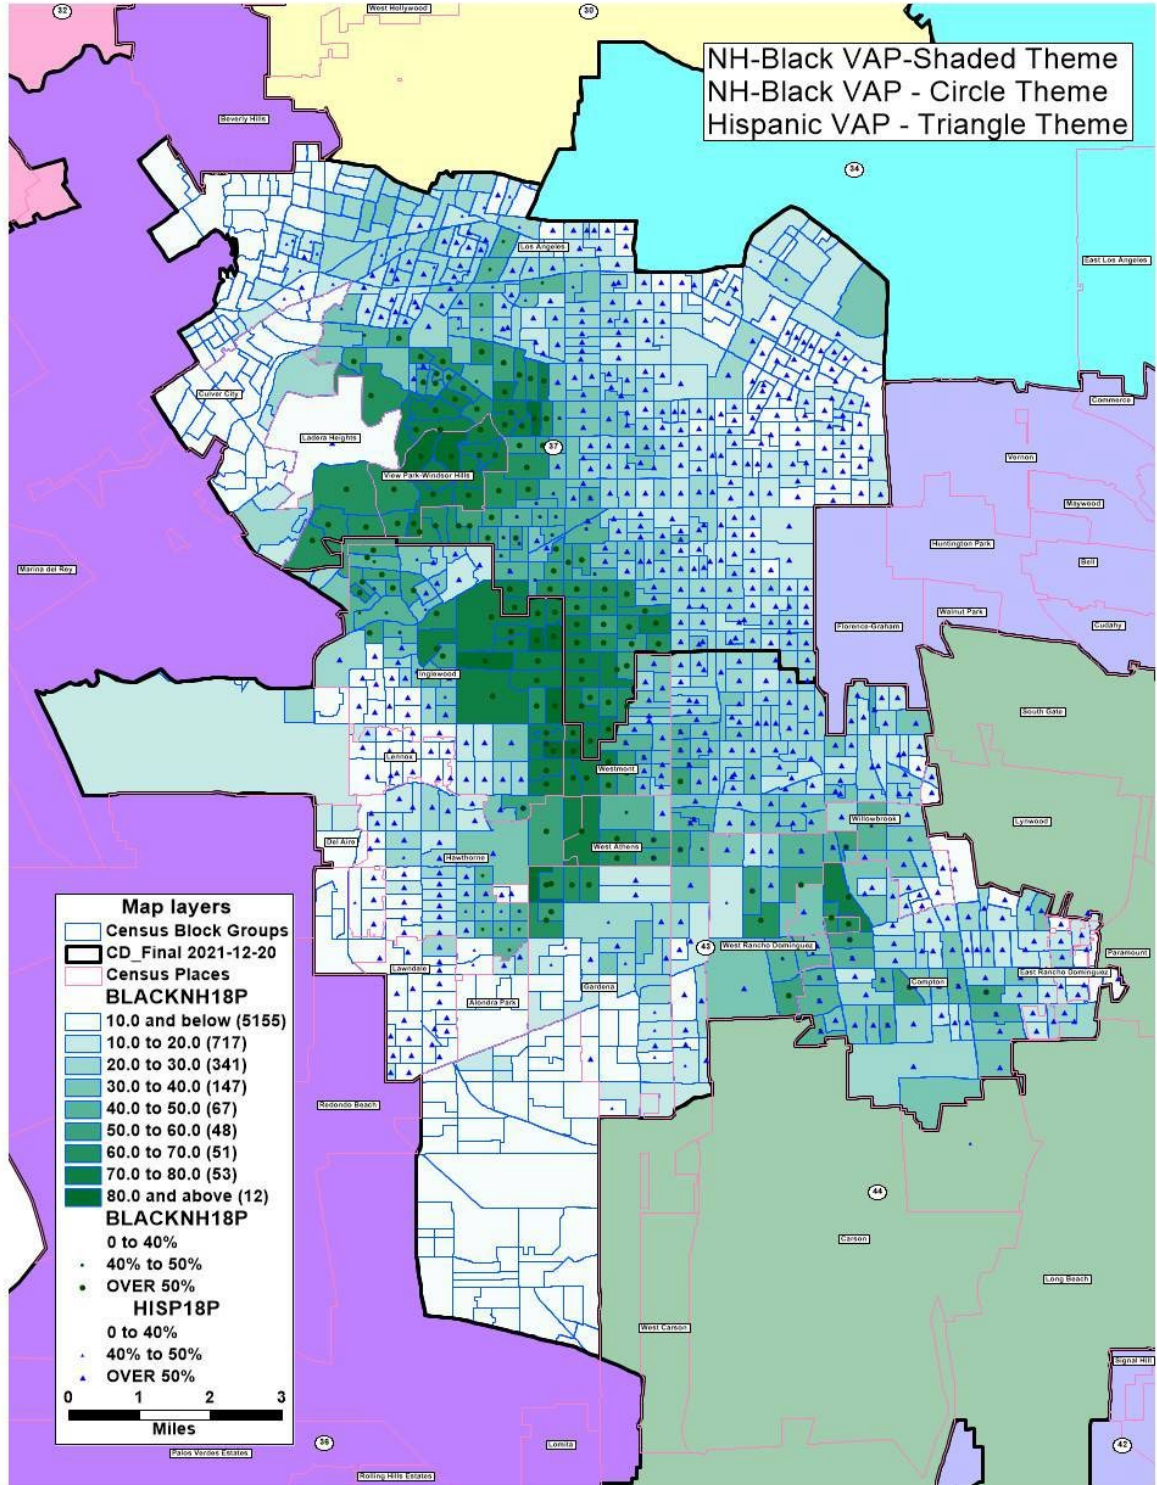 32
West Hollywood
30
NH-Black VAP-Shaded Theme
NH-Black VAP - Circle Theme
Hispanic VAP - Triangle Theme
Beverly Hills
34
Los Angeles
East Los Angeles
Culver City
Commerce
Ladera Heights
37
Vernon
View Park-Windsor Hills
Maywood
Huntington Park
Bell
Marina del Rey
Walnut Park
Florence-Graham
Cudahy
Inglewood
South Gate
Lennox
Westmont
Willowbrook
Lynwood
Del Aire
West Athens
Hawthorne
43
West Rancho Dominguez
Paramount
Lawndale
East Rancho Dominguez
Compton
Gardena
Alondra Park
Redondo Beach
44
Carson
Long Beach
West Carson
Signal Hill
Map layers
Census Block Groups
CD_Final 2021-12-20
Census Places
BLACKNH18P
10.0 and below (5155)
10.0 to 20.0 (717)
20.0 to 30.0 (341)
30.0 to 40.0 (147)
40.0 to 50.0 (67)
50.0 to 60.0 (48)
60.0 to 70.0 (51)
70.0 to 80.0 (53)
80.0 and above (12)
BLACKNH18P
0 to 40%
40% to 50%
OVER 50%
HISP18P
0 to 40%
40% to 50%
OVER 50%
0 1 2 3
Miles
Palos Verdes Estates
36
Lomita
42
Rolling Hills Estates